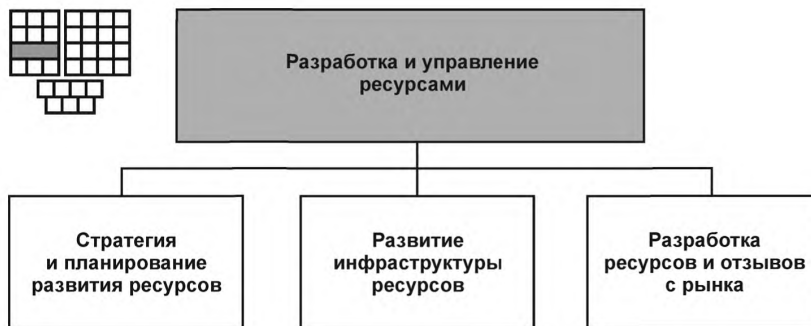 Разработка и управление
ресурсами
Стратегия
и планирование
развития ресурсов
Развитие
инфраструктуры
ресурсов
Разработка
ресурсов и отзывов
с рынка